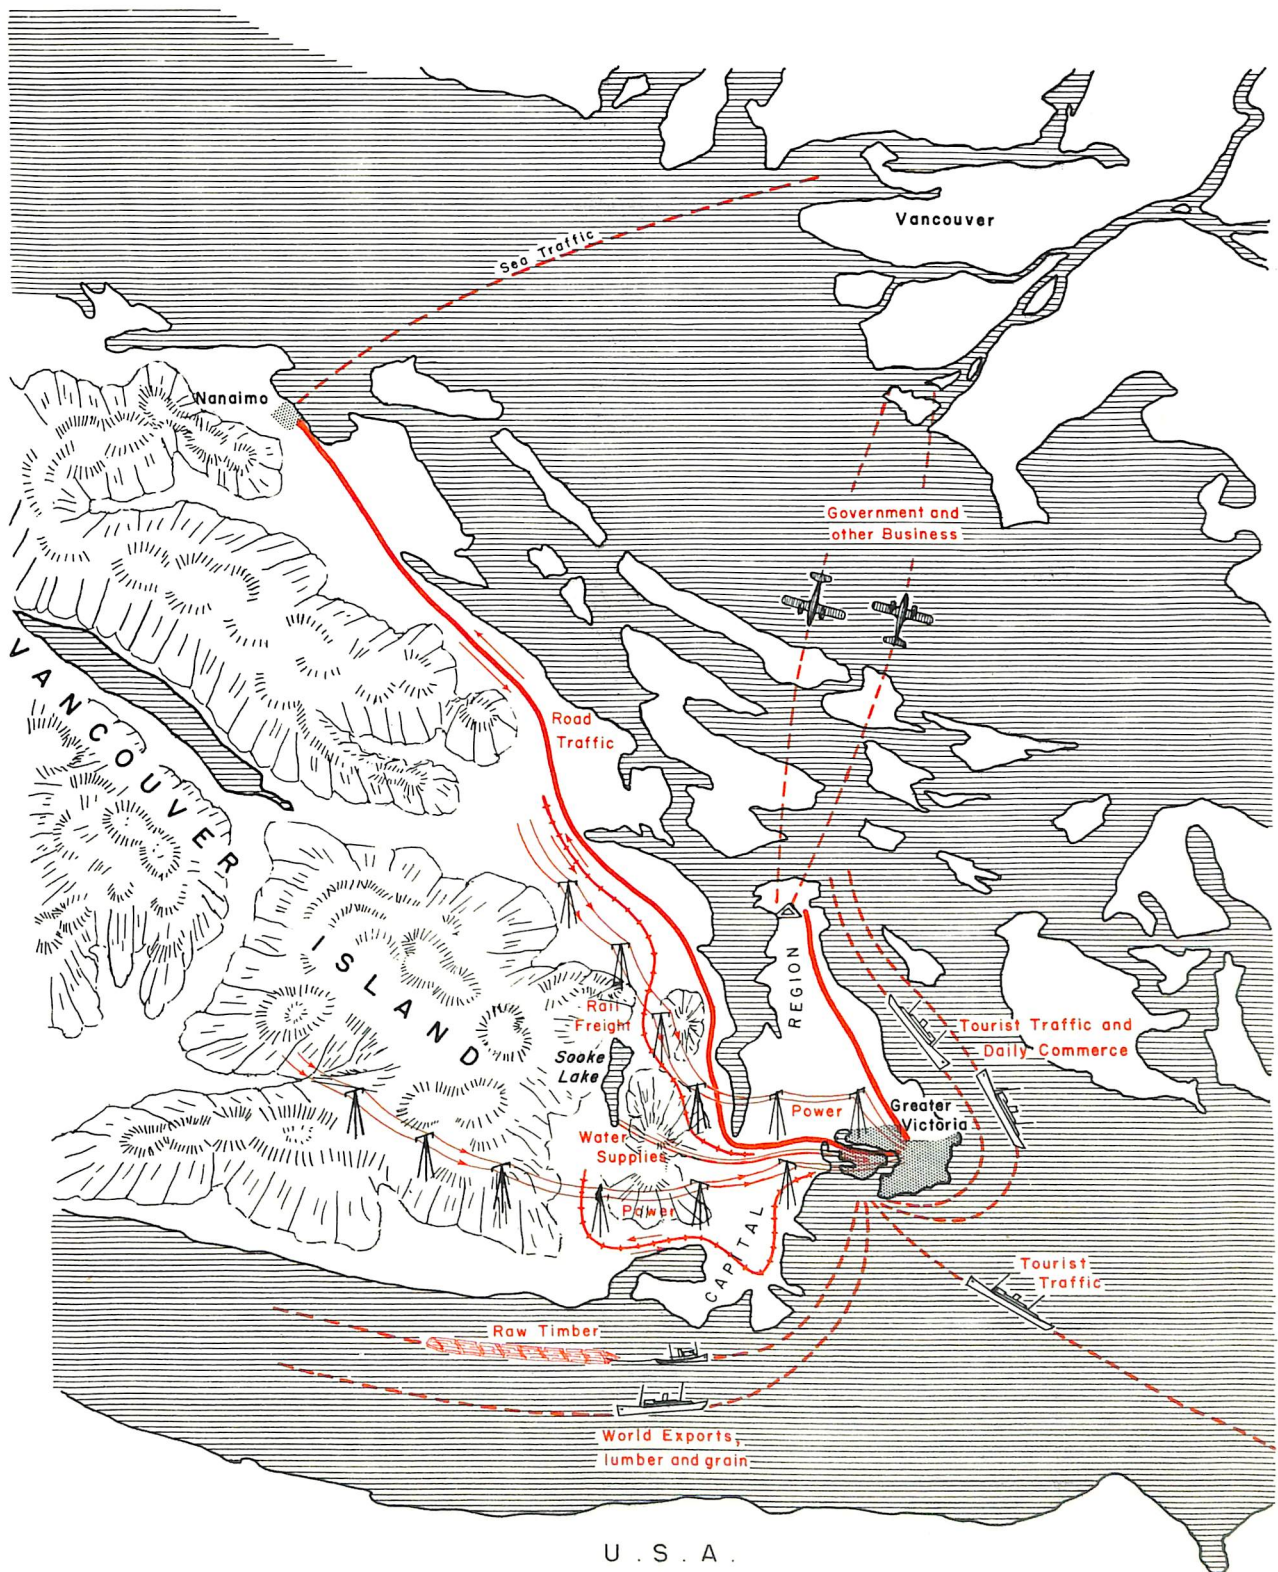 Vancouver
Sea Traffic
Nanaimo
Government and
other Business
VANCOUVER
ISLAND
Road
Traffic
REGION
Rail
Freight
Tourist Traffic and
Daily Commerce
Sooke
Lake
Power
Greater
Victoria
Water
Supplies
Power
CAPITAL
Tourist
Traffic
Raw Timber
World Exports,
lumber and grain
U.S.A.